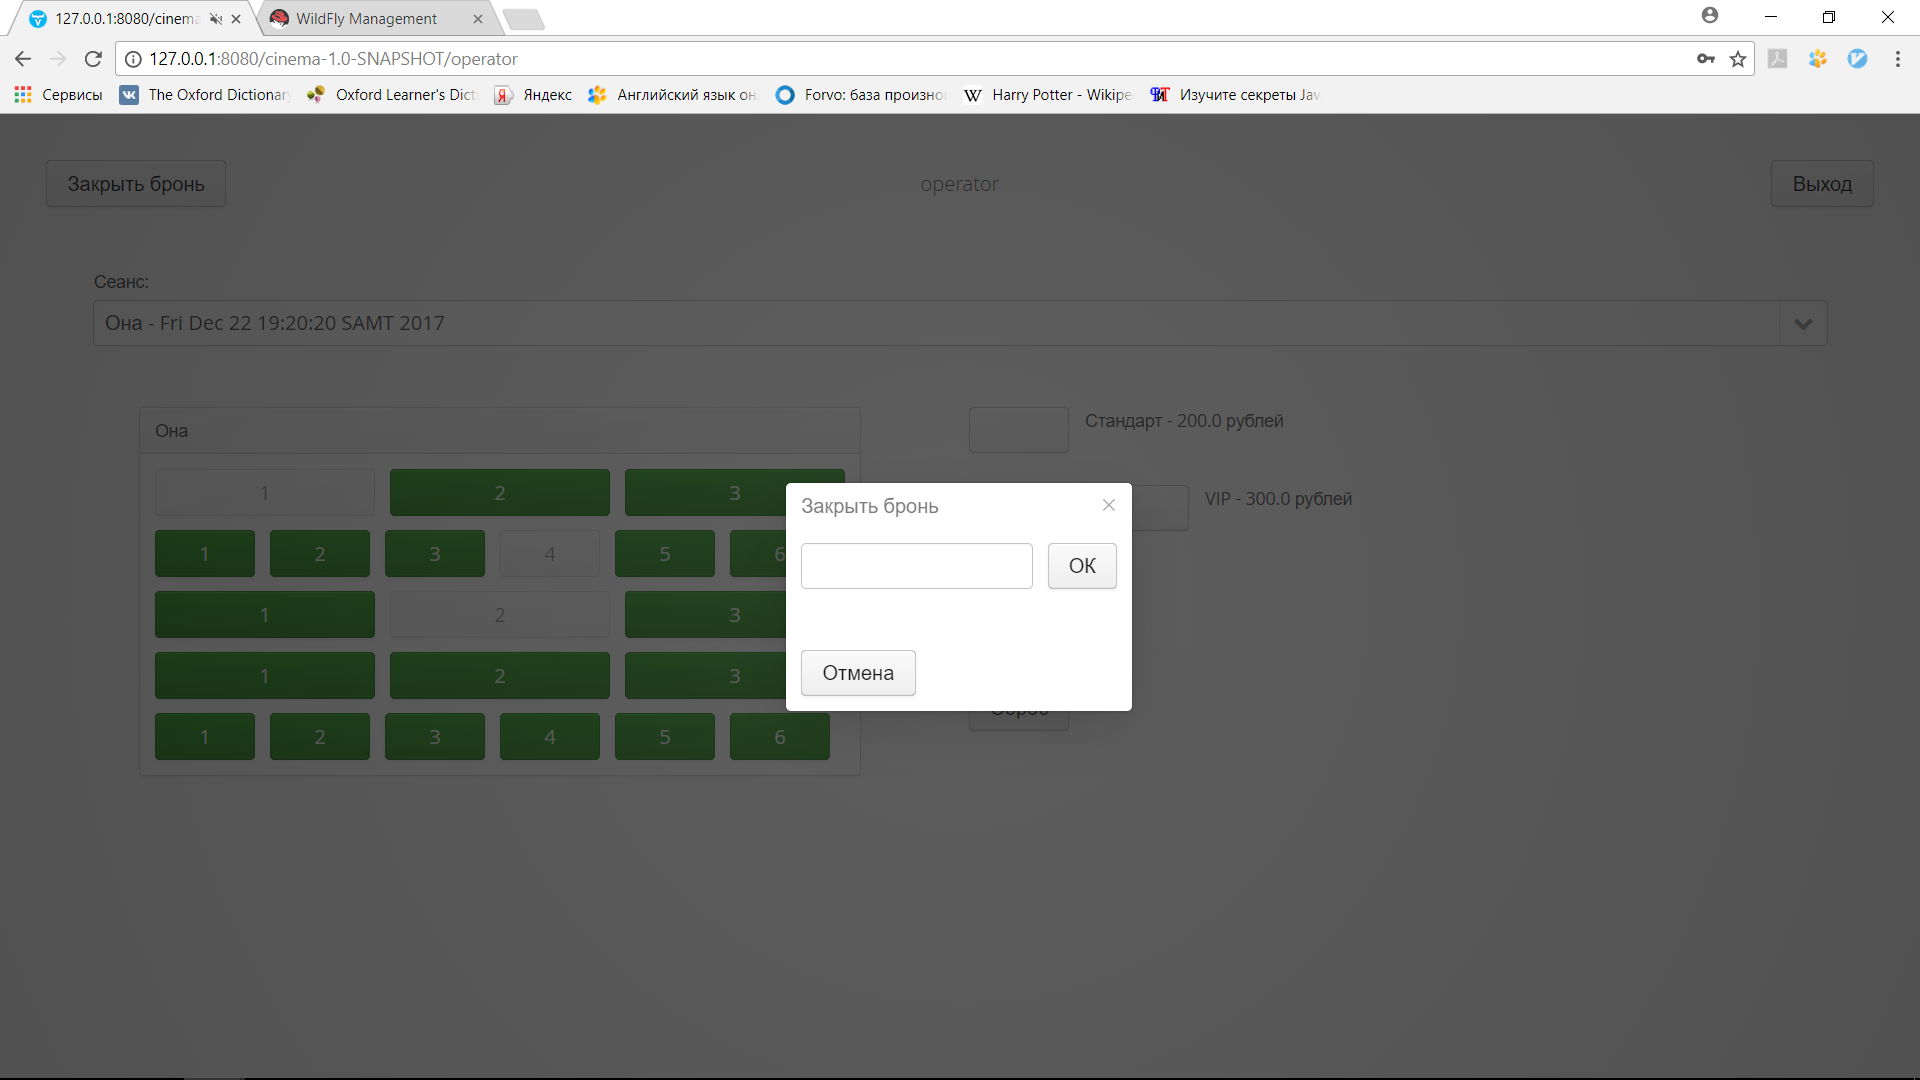 127.0.0.1:8080/cinema
WildFly Management
127.0.0.1:8080/cinema-1.0-SNAPSHOT/operator
Сервисы
The Oxford Dictionar
Oxford Learner's Dict
Яндекс
Английский язык он
Forvo: база произно
Harry Potter - Wikipe
Изучите секреты Jav
Закрыть бронь
operator
Выход
Сеанс:
Она - Fri Dec 22 19:20:20 SAMT 2017
Она
1 2 3
1 2 3 4 5 6
1 2 3
1 2 3
1 2 3 4 5 6
Стандарт - 200.0 рублей
VIP - 300.0 рублей
Закрыть бронь
ОК
Отмена